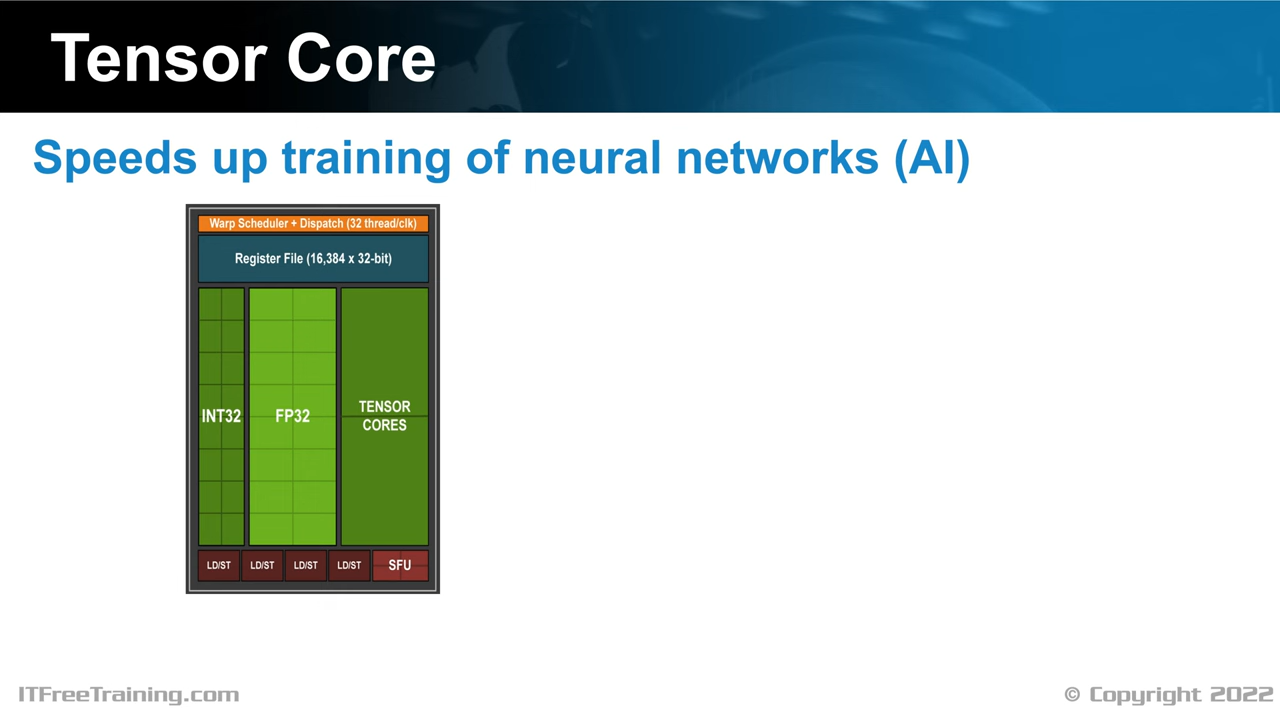 Tensor Core
Speeds up training of neural networks (AI)
Warp Scheduler + Dispatch (32 thread/clk)
Register File (16,384 x 32-bit)
INT32
FP32
TENSOR
CORES
LD/ST
LD/ST
LD/ST
LD/ST
SFU
ITFreeTraining.com
© Copyright 2022